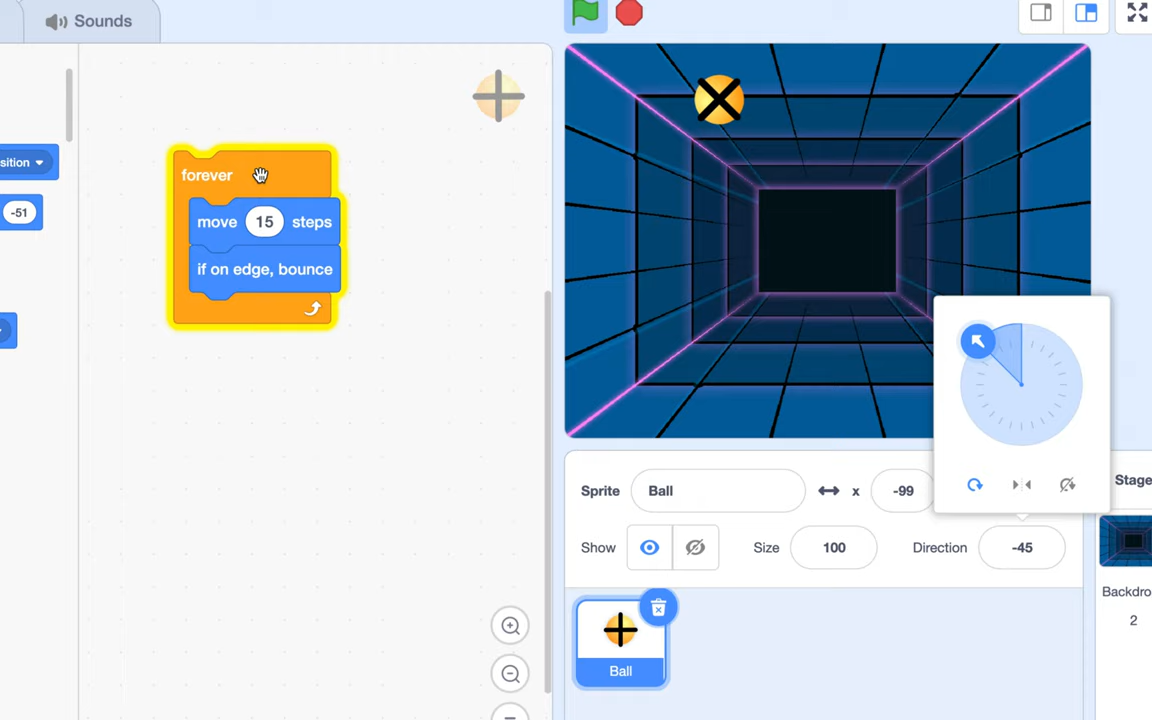 Sounds
sition
-51
forever
move 15 steps
if on edge, bounce
Sprite Ball x -99
Show Size 100 Direction -45
Stage
Backdro
2
Ball